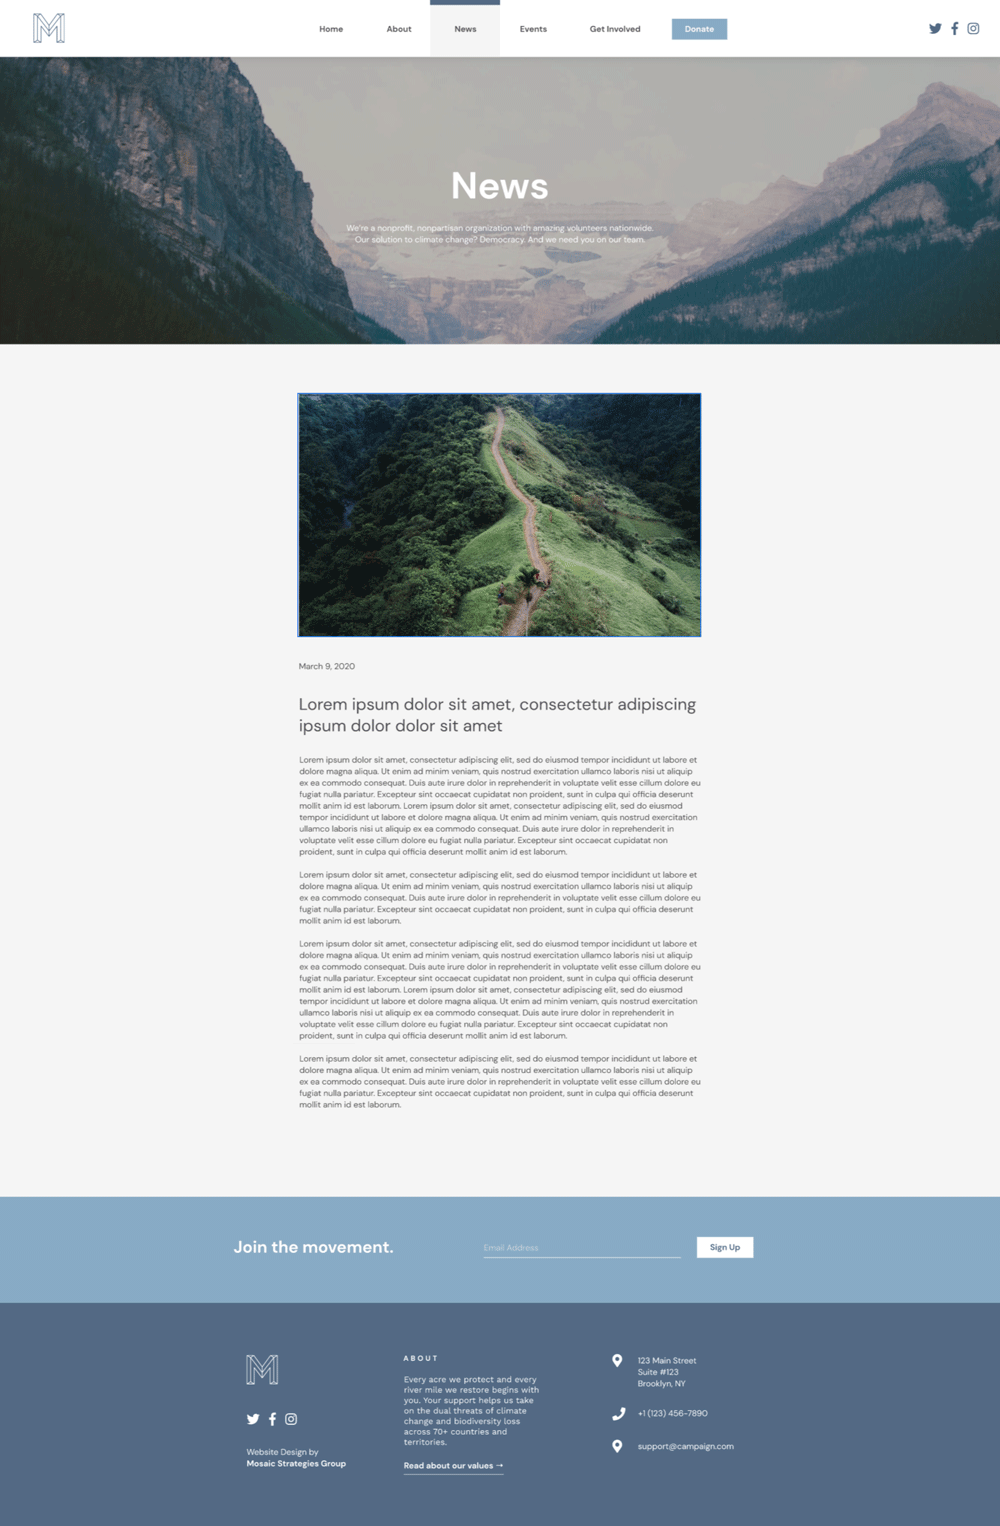 M
Home About News Events Get Involved Donate
News
We're a nonprofit, nonpartisan organization with amazing volunteers nationwide.
Our solution to climate change? Democracy. And we need you on our team.
March 9, 2020
Lorem ipsum dolor sit amet, consectetur adipiscing
ipsum dolor dolor sit amet
Lorem ipsum dolor sit amet, consectetur adipiscing elit, sed do eiusmod tempor incididunt ut labore et
dolore magna aliqua. Ut enim ad minim veniam, quis nostrud exercitation ullamco laboris nisi ut aliquip
ex ea commodo consequat. Duis aute irure dolor in reprehenderit in voluptate velit esse cillum dolore eu
fugiat nulla pariatur. Excepteur sint occaecat cupidatat non proident, sunt in culpa qui officia deserunt
mollit anim id est laborum. Lorem ipsum dolor sit amet, consectetur adipiscing elit, sed do eiusmod
tempor incididunt ut labore et dolore magna aliqua. Ut enim ad minim veniam, quis nostrud exercitation
ullamco laboris nisi ut aliquip ex ea commodo consequat. Duis aute irure dolor in reprehenderit in
voluptate velit esse cillum dolore eu fugiat nulla pariatur. Excepteur sint occaecat cupidatat non
proident, sunt in culpa qui officia deserunt mollit anim id est laborum.
Lorem ipsum dolor sit amet, consectetur adipiscing elit, sed do eiusmod tempor incididunt ut labore et
dolore magna aliqua. Ut enim ad minim veniam, quis nostrud exercitation ullamco laboris nisi ut aliquip
ex ea commodo consequat. Duis aute irure dolor in reprehenderit in voluptate velit esse cillum dolore eu
fugiat nulla pariatur. Excepteur sint occaecat cupidatat non proident, sunt in culpa qui officia deserunt
mollit anim id est laborum.
Lorem ipsum dolor sit amet, consectetur adipiscing elit, sed do eiusmod tempor incididunt ut labore et
dolore magna aliqua. Ut enim ad minim veniam, quis nostrud exercitation ullamco laboris nisi ut aliquip
ex ea commodo consequat. Duis aute irure dolor in reprehenderit in voluptate velit esse cillum dolore eu
fugiat nulla pariatur. Excepteur sint occaecat cupidatat non proident, sunt in culpa qui officia deserunt
mollit anim id est laborum. Lorem ipsum dolor sit amet, consectetur adipiscing elit, sed do eiusmod
tempor incididunt ut labore et dolore magna aliqua. Ut enim ad minim veniam, quis nostrud exercitation
ullamco laboris nisi ut aliquip ex ea commodo consequat. Duis aute irure dolor in reprehenderit in
voluptate velit esse cillum dolore eu fugiat nulla pariatur. Excepteur sint occaecat cupidatat non
proident, sunt in culpa qui officia deserunt mollit anim id est laborum.
Lorem ipsum dolor sit amet, consectetur adipiscing elit, sed do eiusmod tempor incididunt ut labore et
dolore magna aliqua. Ut enim ad minim veniam, quis nostrud exercitation ullamco laboris nisi ut aliquip
ex ea commodo consequat. Duis aute irure dolor in reprehenderit in voluptate velit esse cillum dolore eu
fugiat nulla pariatur. Excepteur sint occaecat cupidatat non proident, sunt in culpa qui officia deserunt
mollit anim id est laborum.
Join the movement.
Email Address
Sign Up
M
Website Design by
Mosaic Strategies Group
ABOUT
Every acre we protect and every
river mile we restore begins with
you. Your support helps us take
on the dual threats of climate
change and biodiversity loss
across 70+ countries and
territories.
Read about our values →
123 Main Street
Suite #123
Brooklyn, NY
+1 (123) 456-7890
support@campaign.com